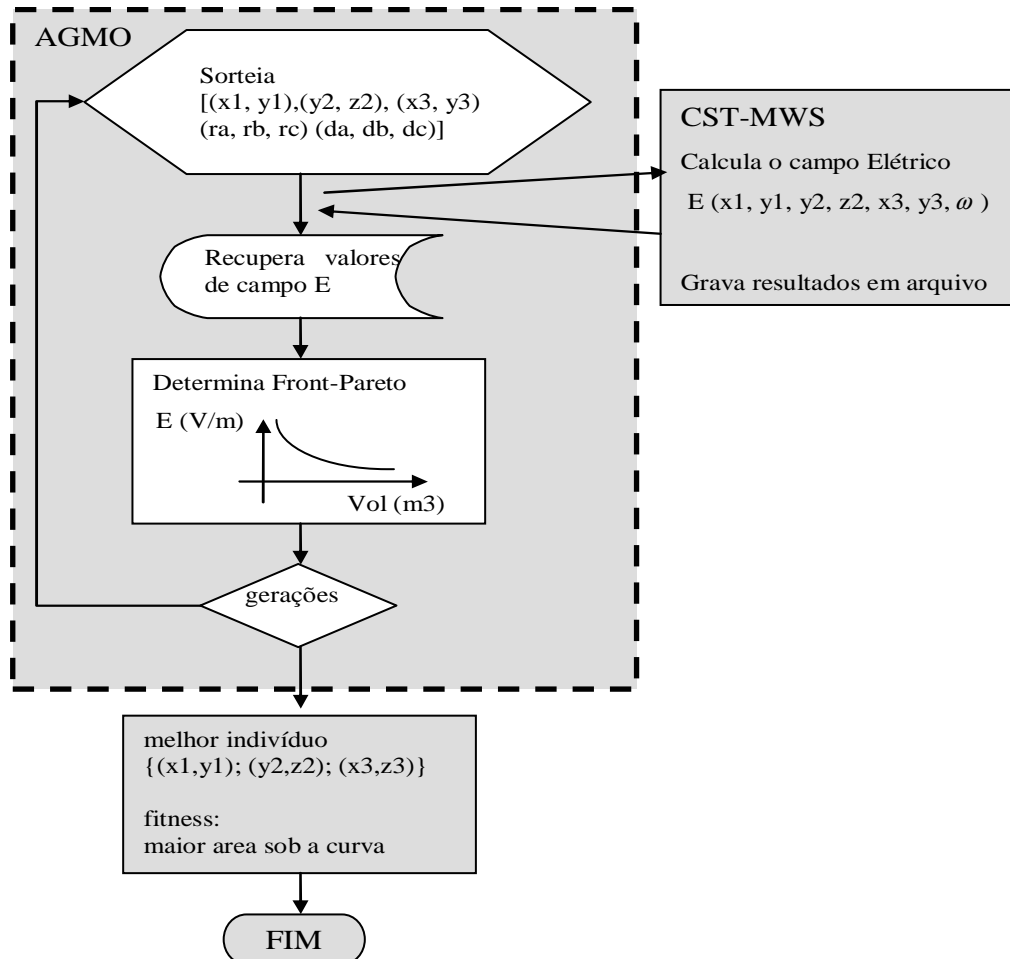 AGMO
Sorteia
[(x1, y1),(y2, z2), (x3, y3)
(ra, rb, rc) (da, db, dc)]
CST-MWS
Calcula o campo Elétrico
E (x1, y1, y2, z2, x3, y3, ω )
Grava resultados em arquivo
Recupera valores
de campo E
Determina Front-Pareto
E (V/m)
Vol (m3)
gerações
melhor indivíduo
{(x1,y1); (y2,z2); (x3,z3)}
fitness:
maior area sob a curva
FIM